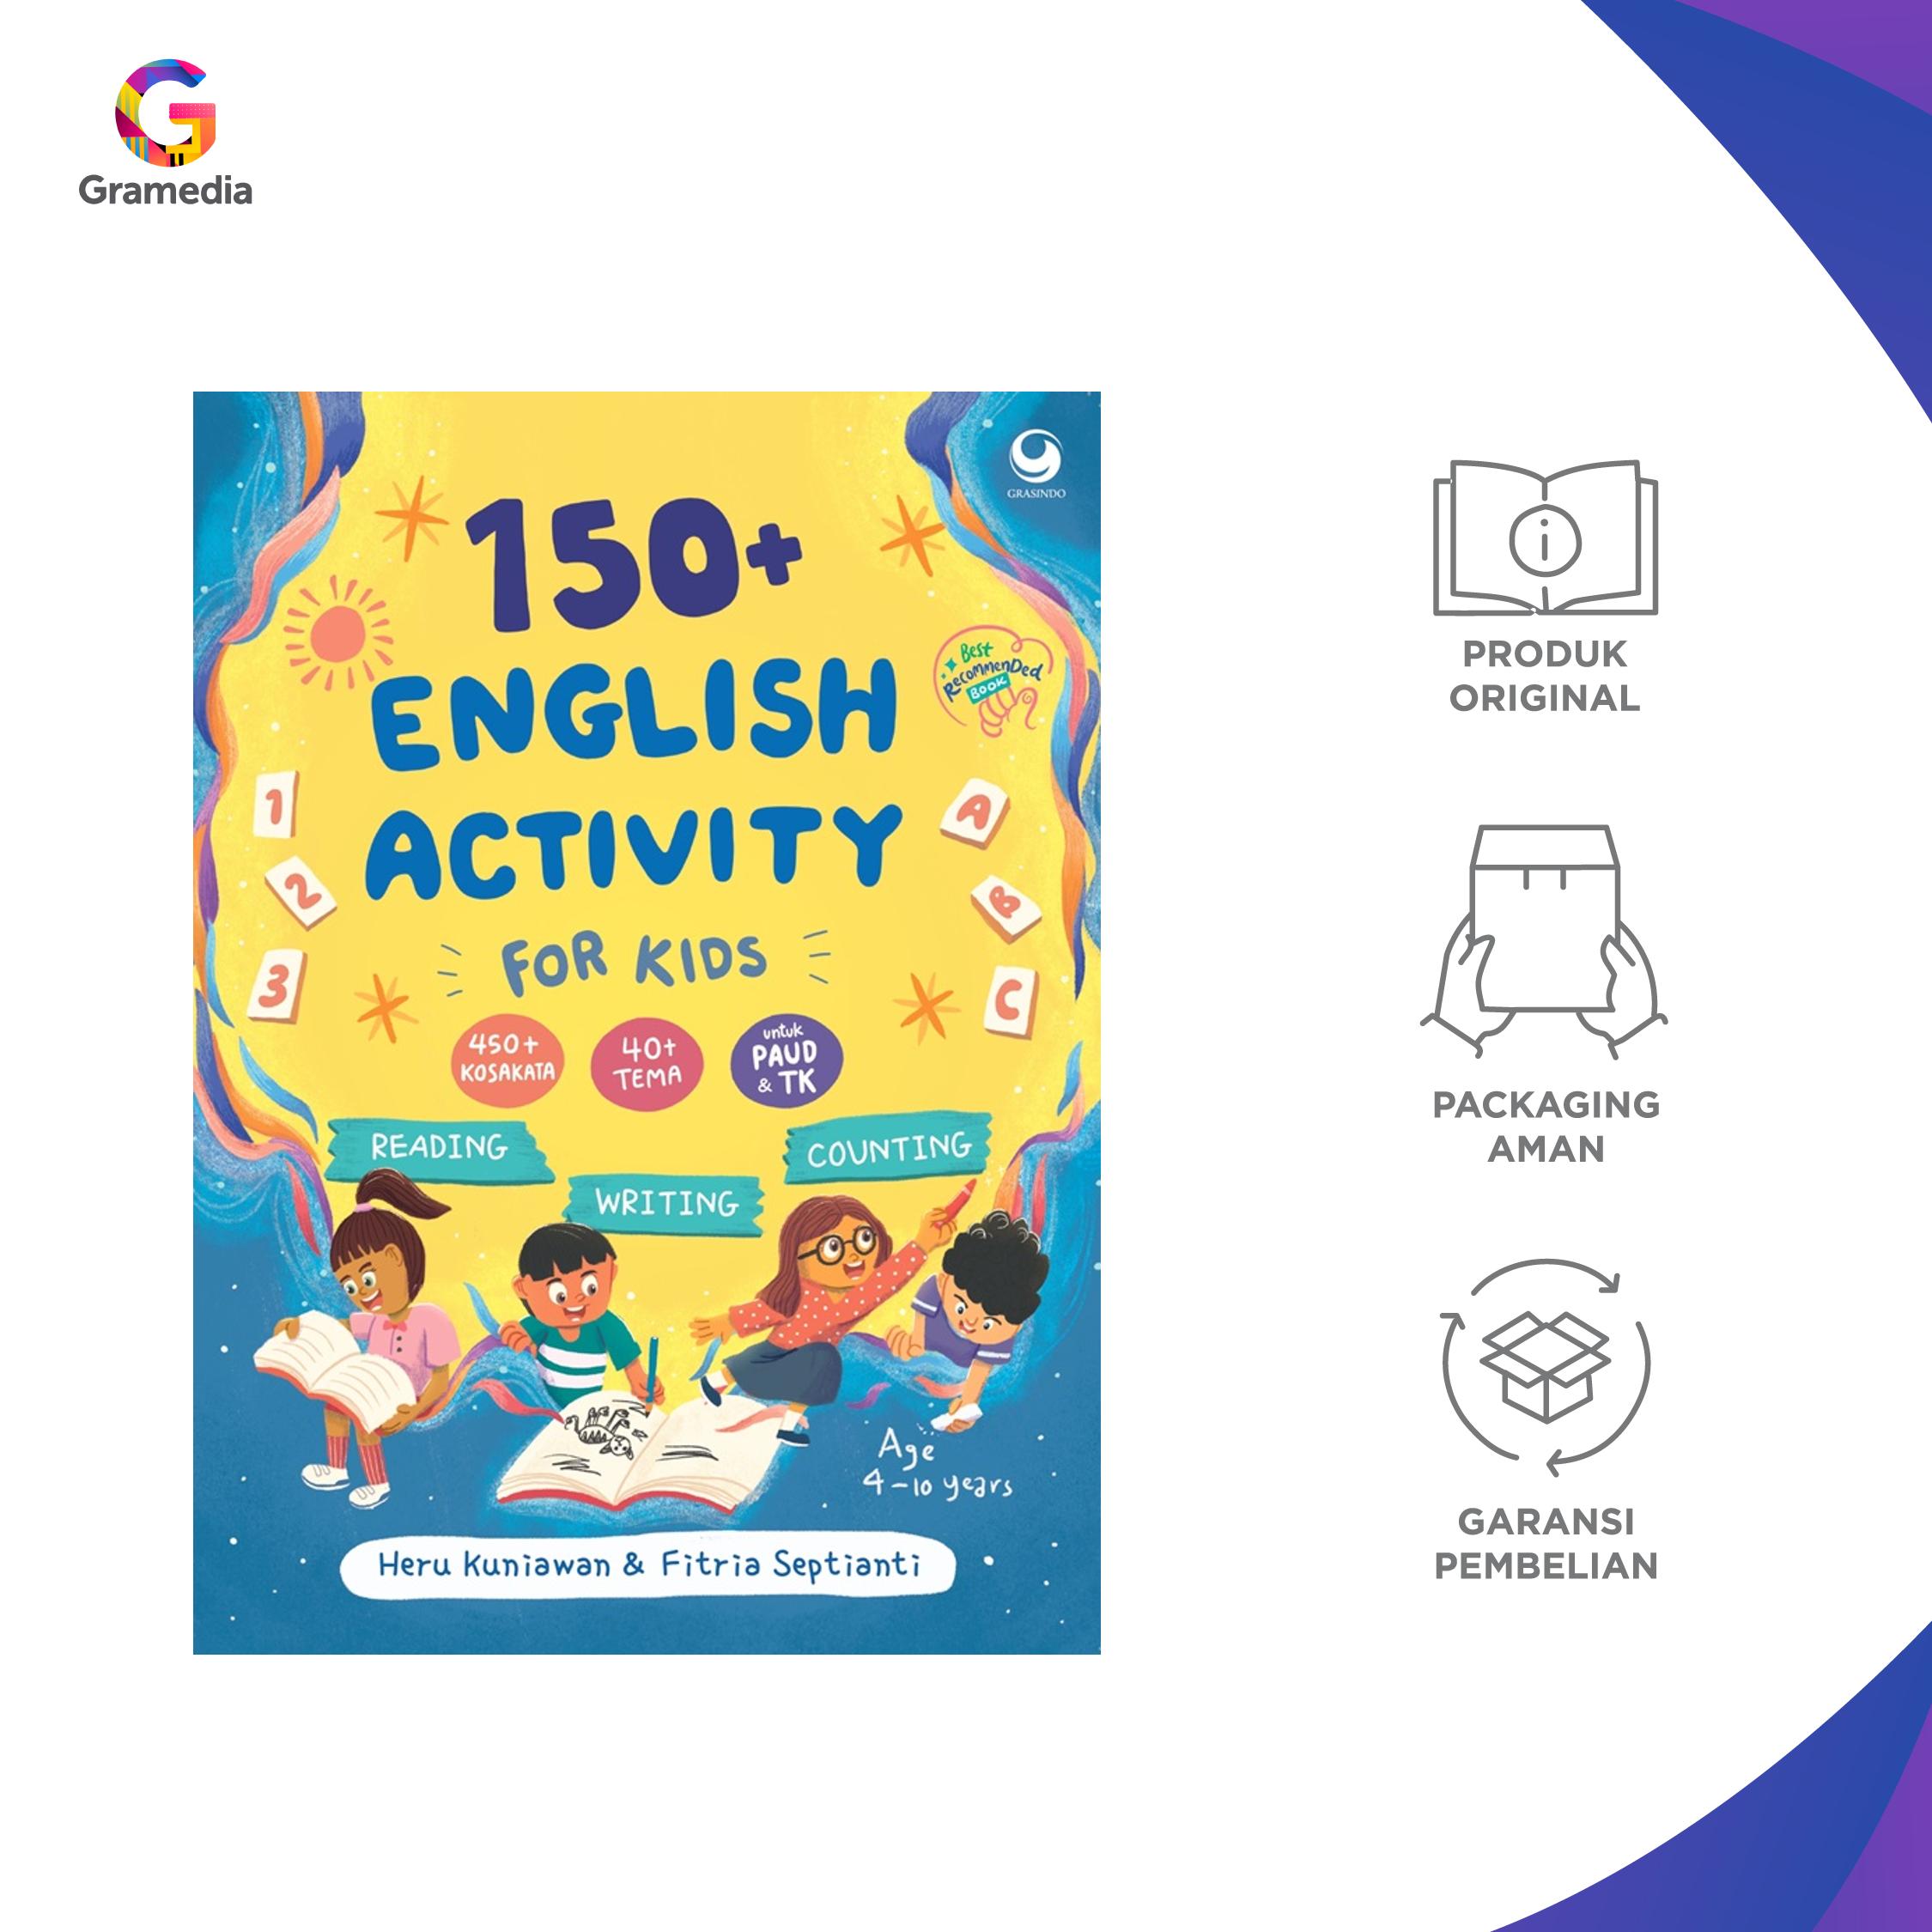 Gramedia
GRASINDO
150+
ENGLISH
ACTIVITY
FOR KIDS
Best
Recommended
BOOK
1
2
3
A
B
C
450+
KOSAKATA
40+
TEMA
untuk
PAUD
& TK
READING
WRITING
COUNTING
Age
4-10 years
Heru Kuniawan & Fitria Septianti
PRODUK
ORIGINAL
PACKAGING
AMAN
GARANSI
PEMBELIAN